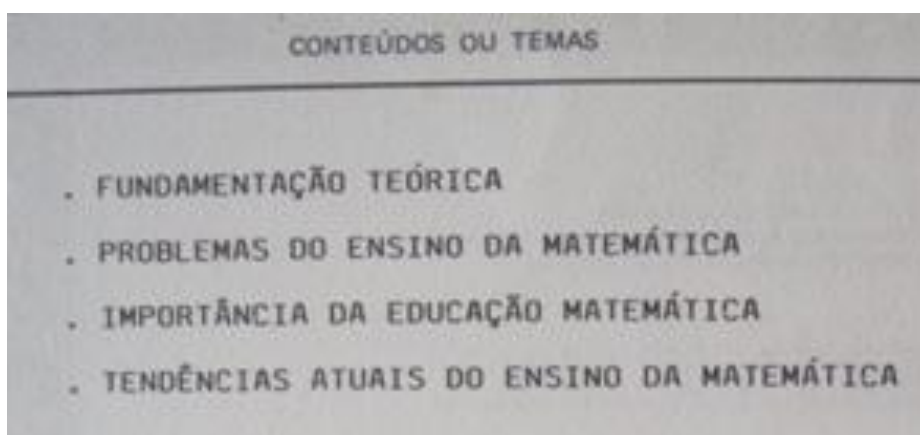 CONTEÚDOS OU TEMAS
. FUNDAMENTAÇÃO TEÓRICA
. PROBLEMAS DO ENSINO DA MATEMÁTICA
. IMPORTÂNCIA DA EDUCAÇÃO MATEMÁTICA
. TENDÊNCIAS ATUAIS DO ENSINO DA MATEMÁTICA